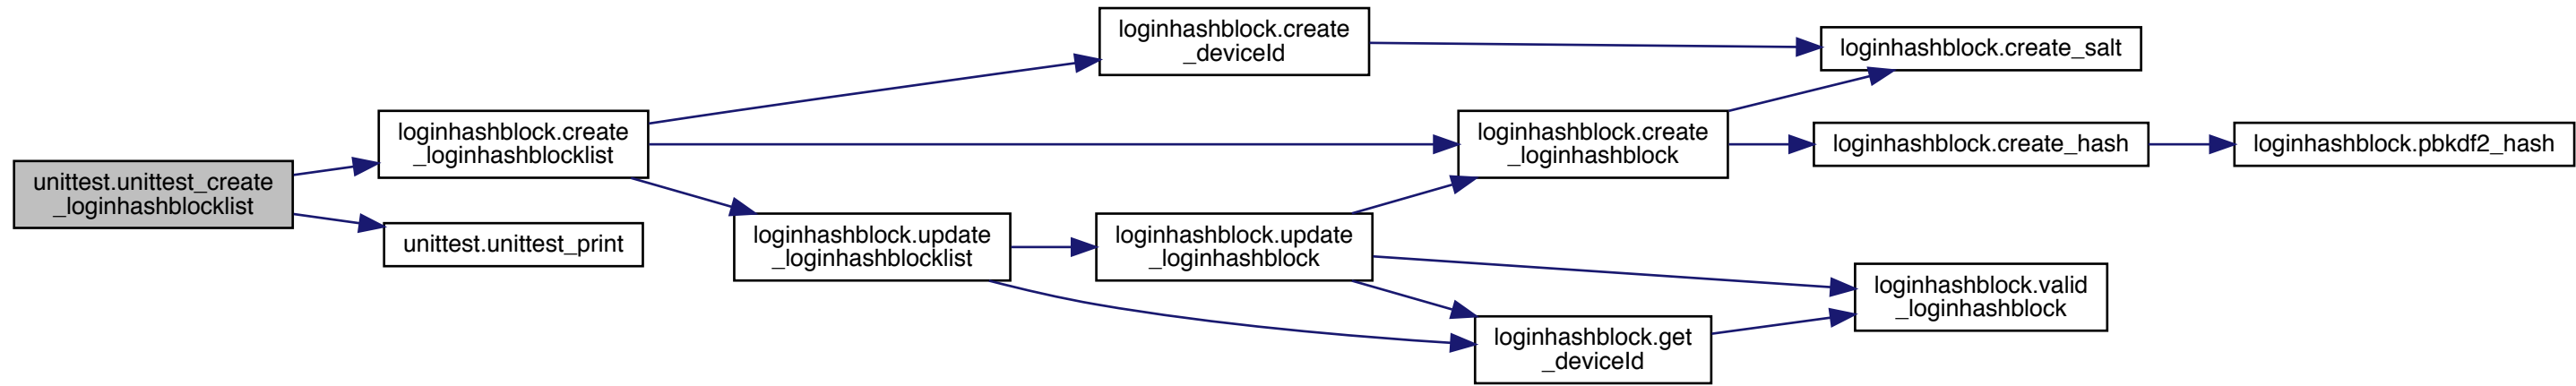 unittest.unittest_create
_loginhashblocklist
loginhashblock.create
_loginhashblocklist
unittest.unittest_print
loginhashblock.create
_deviceId
loginhashblock.update
_loginhashblocklist
loginhashblock.update
_loginhashblock
loginhashblock.create
_loginhashblock
loginhashblock.get
_deviceId
loginhashblock.create_salt
loginhashblock.create_hash
loginhashblock.valid
_loginhashblock
loginhashblock.pbkdf2_hash